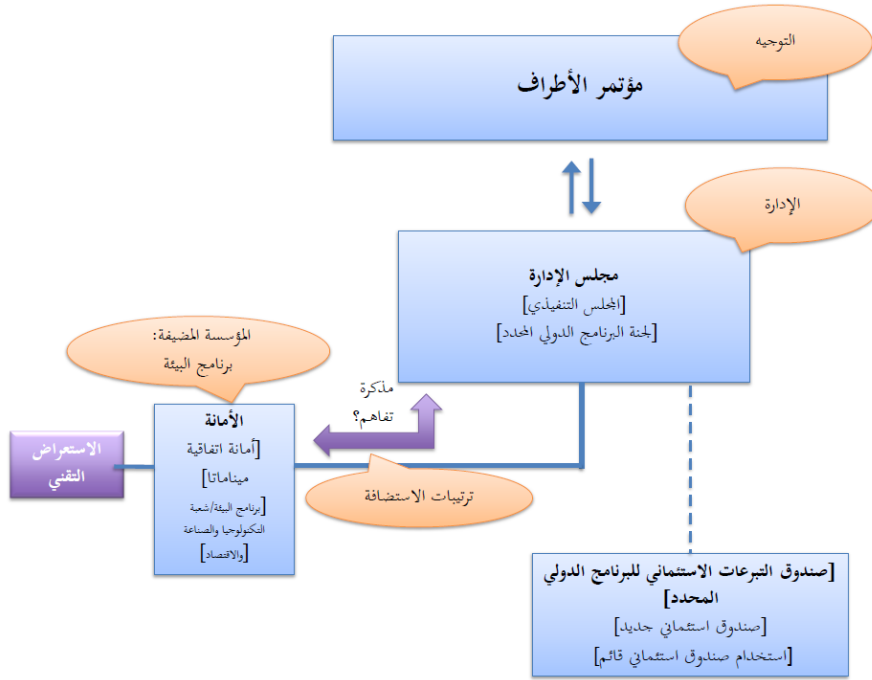 التوجيه
مؤتمر الأطراف
الإدارة
مجلس الإدارة
[المجلس التنفيذي]
[لجنة البرنامج الدولي المحدد]
المؤسسة المضيفة:
برنامج البيئة
مذكرة
تفاهم؟
الأمانة
[أمانة اتفاقية
ميناماتا]
[برنامج البيئة/شعبة
التكنولوجيا والصناعة
والاقتصاد]
الاستعراض
التقني
ترتيبات الاستضافة
[صندوق التبرعات الاستئماني للبرنامج الدولي
المحدد]
[صندوق استئماني جديد]
[استخدام صندوق استئماني قائم]